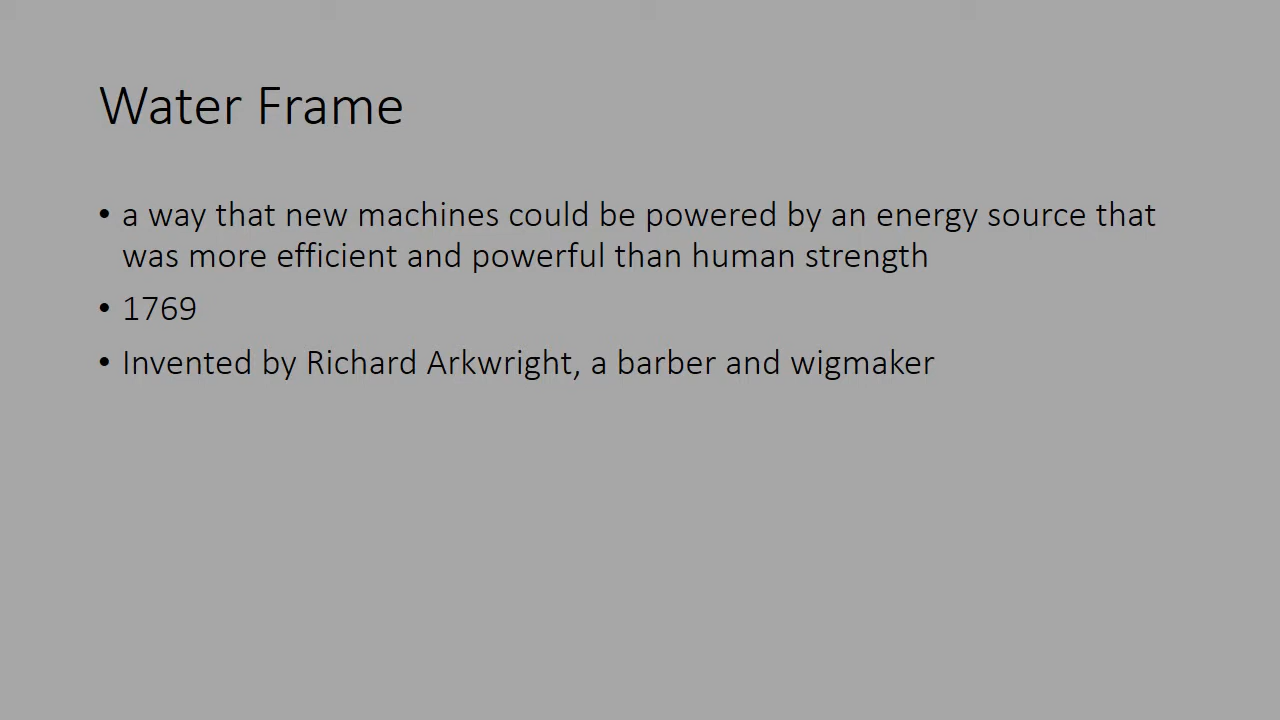 Water Frame
• a way that new machines could be powered by an energy source that
was more efficient and powerful than human strength
• 1769
• Invented by Richard Arkwright, a barber and wigmaker